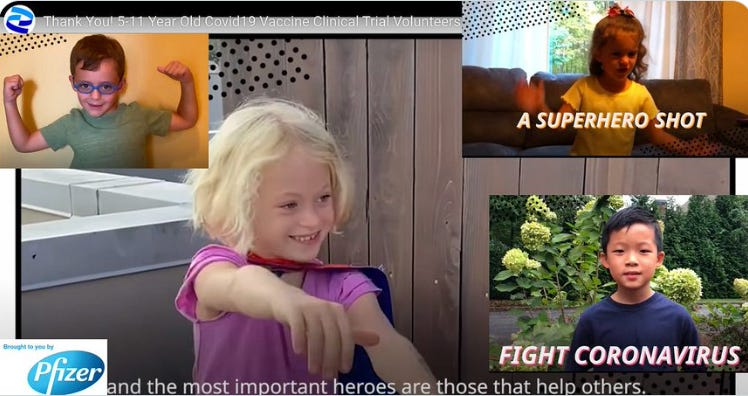 Thank You! 5-11 Year Old Covid19 Vaccine Clinical Trial Volunteers
A SUPERHERO SHOT
FIGHT CORONAVIRUS
Brought to you by
Pfizer
and the most important heroes are those that help others.